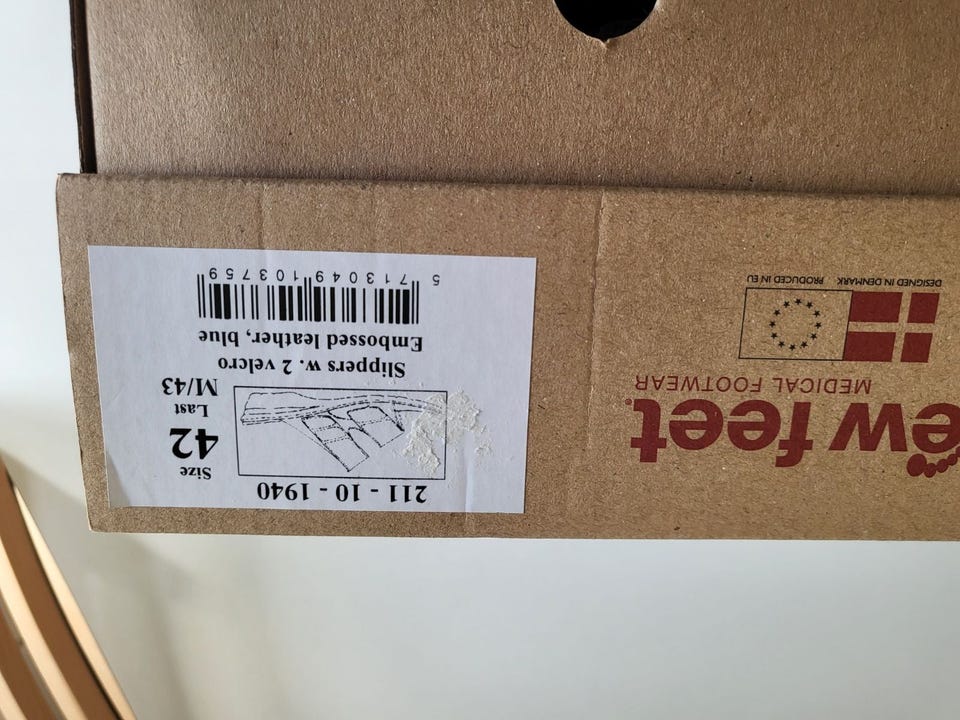 211 - 10 - 1940
Size
42
Last
M/43
Slippers w. 2 velcro
Embossed leather, blue
5 713049 103759
ew feet
MEDICAL FOOTWEAR
DESIGNED IN DENMARK PRODUCED IN EU